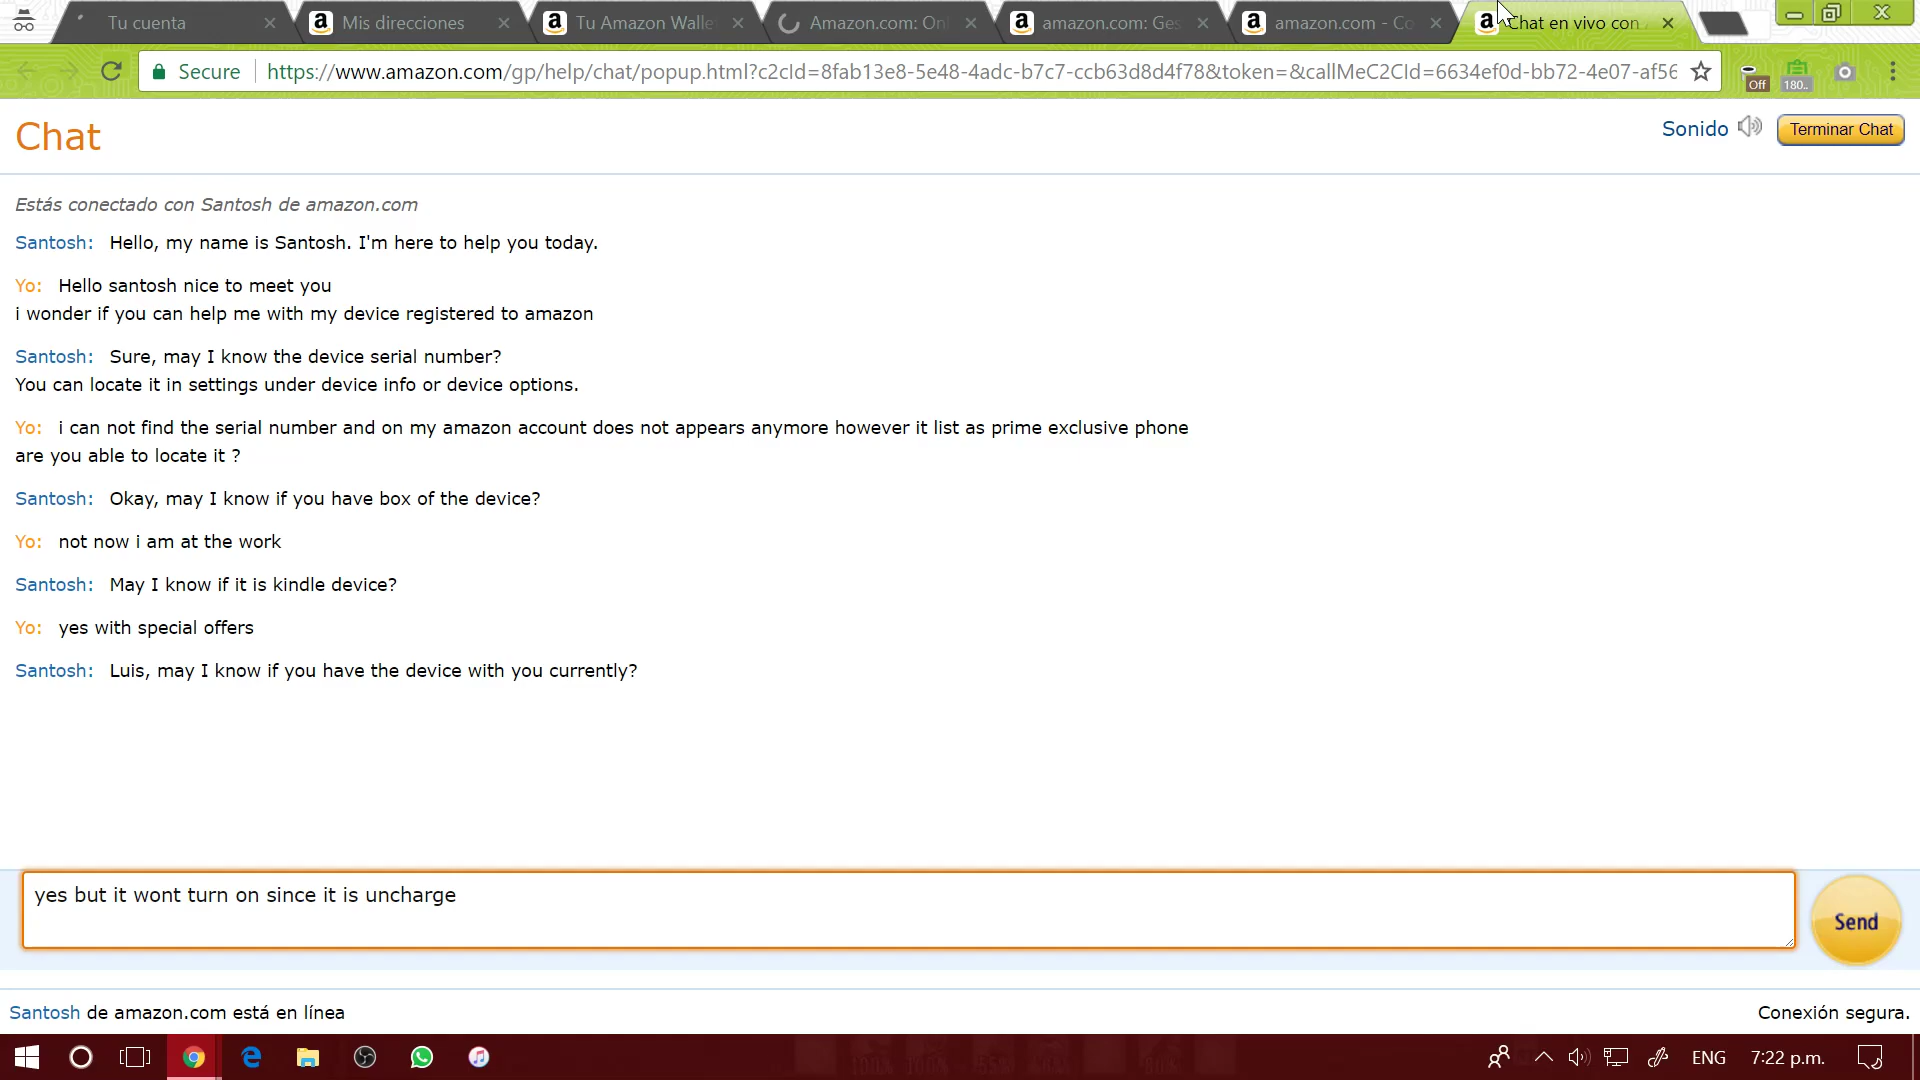 Tu cuenta
Mis direcciones
Tu Amazon Walle
Amazon.com: Onl
amazon.com: Ges
amazon.com - Co
Chat en vivo con
Secure
https://www.amazon.com/gp/help/chat/popup.html?c2cId=8fab13e8-5e48-4adc-b7c7-ccb63d8d4f78&token=&callMeC2CId=6634ef0d-bb72-4e07-af56
Off
180..
Chat
Sonido
Terminar Chat
Estás conectado con Santosh de amazon.com
Santosh: Hello, my name is Santosh. I'm here to help you today.
Yo: Hello santosh nice to meet you
i wonder if you can help me with my device registered to amazon
Santosh: Sure, may I know the device serial number?
You can locate it in settings under device info or device options.
Yo: i can not find the serial number and on my amazon account does not appears anymore however it list as prime exclusive phone
are you able to locate it ?
Santosh: Okay, may I know if you have box of the device?
Yo: not now i am at the work
Santosh: May I know if it is kindle device?
Yo: yes with special offers
Santosh: Luis, may I know if you have the device with you currently?
yes but it wont turn on since it is uncharge
Send
Santosh de amazon.com está en línea
Conexión segura.
ENG
7:22 p.m.